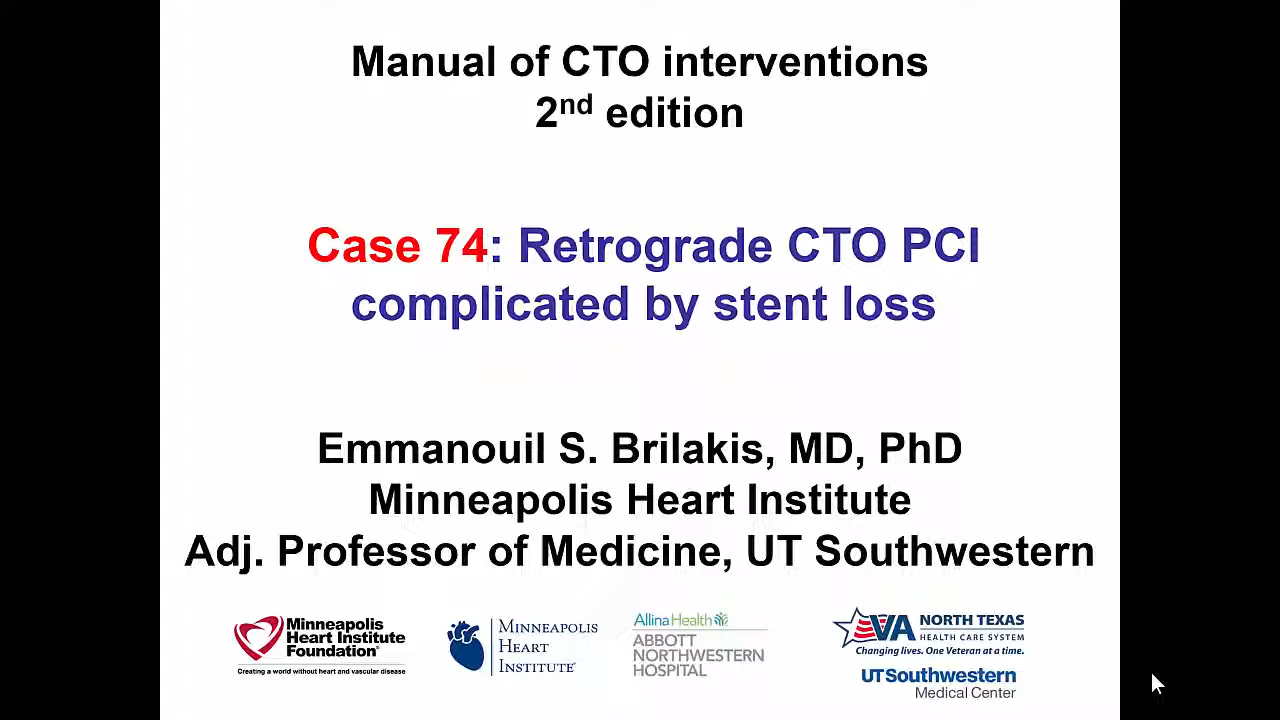 Manual of CTO interventions
2nd edition
Case 74: Retrograde CTO PCI
complicated by stent loss
Emmanouil S. Brilakis, MD, PhD
Minneapolis Heart Institute
Adj. Professor of Medicine, UT Southwestern
Minneapolis
Heart Institute
Foundation®
Creating a world without heart and vascular disease
MINNEAPOLIS
HEART
INSTITUTE®
Allina Health
ABBOTT
NORTHWESTERN
HOSPITAL
VA NORTH TEXAS
HEALTH CARE SYSTEM
Changing lives. One Veteran at a time.
UTSouthwestern
Medical Center